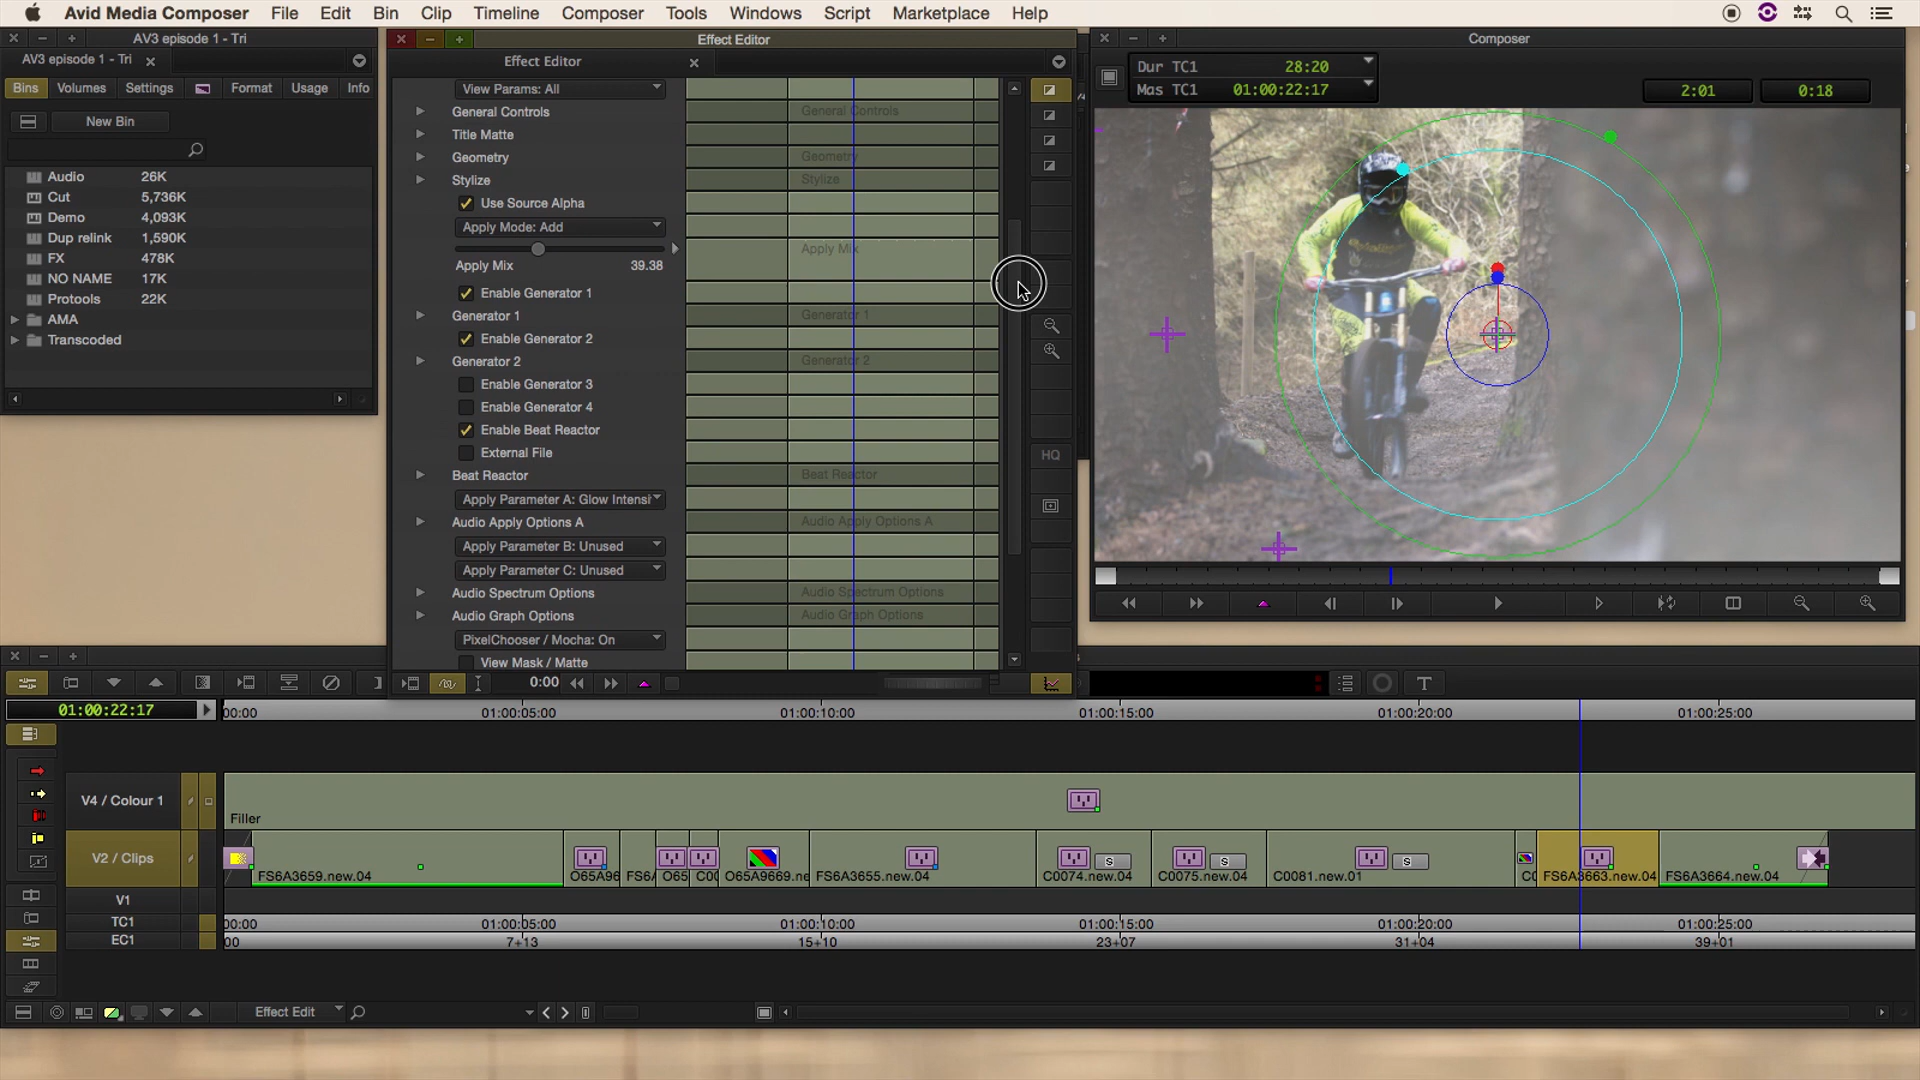 Avid Media Composer File Edit Bin Clip Timeline Composer Tools Windows Script Marketplace Help
AV3 episode 1 - Tri
AV3 episode 1 - Tri
Bins Volumes Settings Format Usage Info
New Bin
Audio 26K
Cut 5,736K
Demo 4,093K
Dup relink 1,590K
FX 478K
NO NAME 17K
Protools 22K
AMA
Transcoded
Effect Editor
Effect Editor
View Params: All
General Controls General Controls
Title Matte
Geometry Geometry
Stylize Stylize
Use Source Alpha
Apply Mode: Add
Apply Mix
Apply Mix 39.38
Enable Generator 1
Generator 1 Generator 1
Enable Generator 2
Generator 2 Generator 2
Enable Generator 3
Enable Generator 4
Enable Beat Reactor
External File
Beat Reactor Beat Reactor
Apply Parameter A: Glow Intensi
Audio Apply Options A Audio Apply Options A
Apply Parameter B: Unused
Apply Parameter C: Unused
Audio Spectrum Options Audio Spectrum Options
Audio Graph Options Audio Graph Options
PixelChooser / Mocha: On
View Mask / Matte
0:00
HQ
Composer
Dur TC1 28:20
Mas TC1 01:00:22:17
2:01 0:18
T
01:00:22:17
00:00 01:00:05:00 01:00:10:00 01:00:15:00 01:00:20:00 01:00:25:00
V4 / Colour 1
Filler
V2 / Clips
S S S
FS6A3659.new.04 O65A96 FS6A O65 C00 O65A9669.ne FS6A3655.new.04 C0074.new.04 C0075.new.04 C0081.new.01 C0 FS6A3663.new.04 FS6A3664.new.04
V1
TC1 00:00 01:00:05:00 01:00:10:00 01:00:15:00 01:00:20:00 01:00:25:00
EC1 00 7+13 15+10 23+07 31+04 39+01
Effect Edit